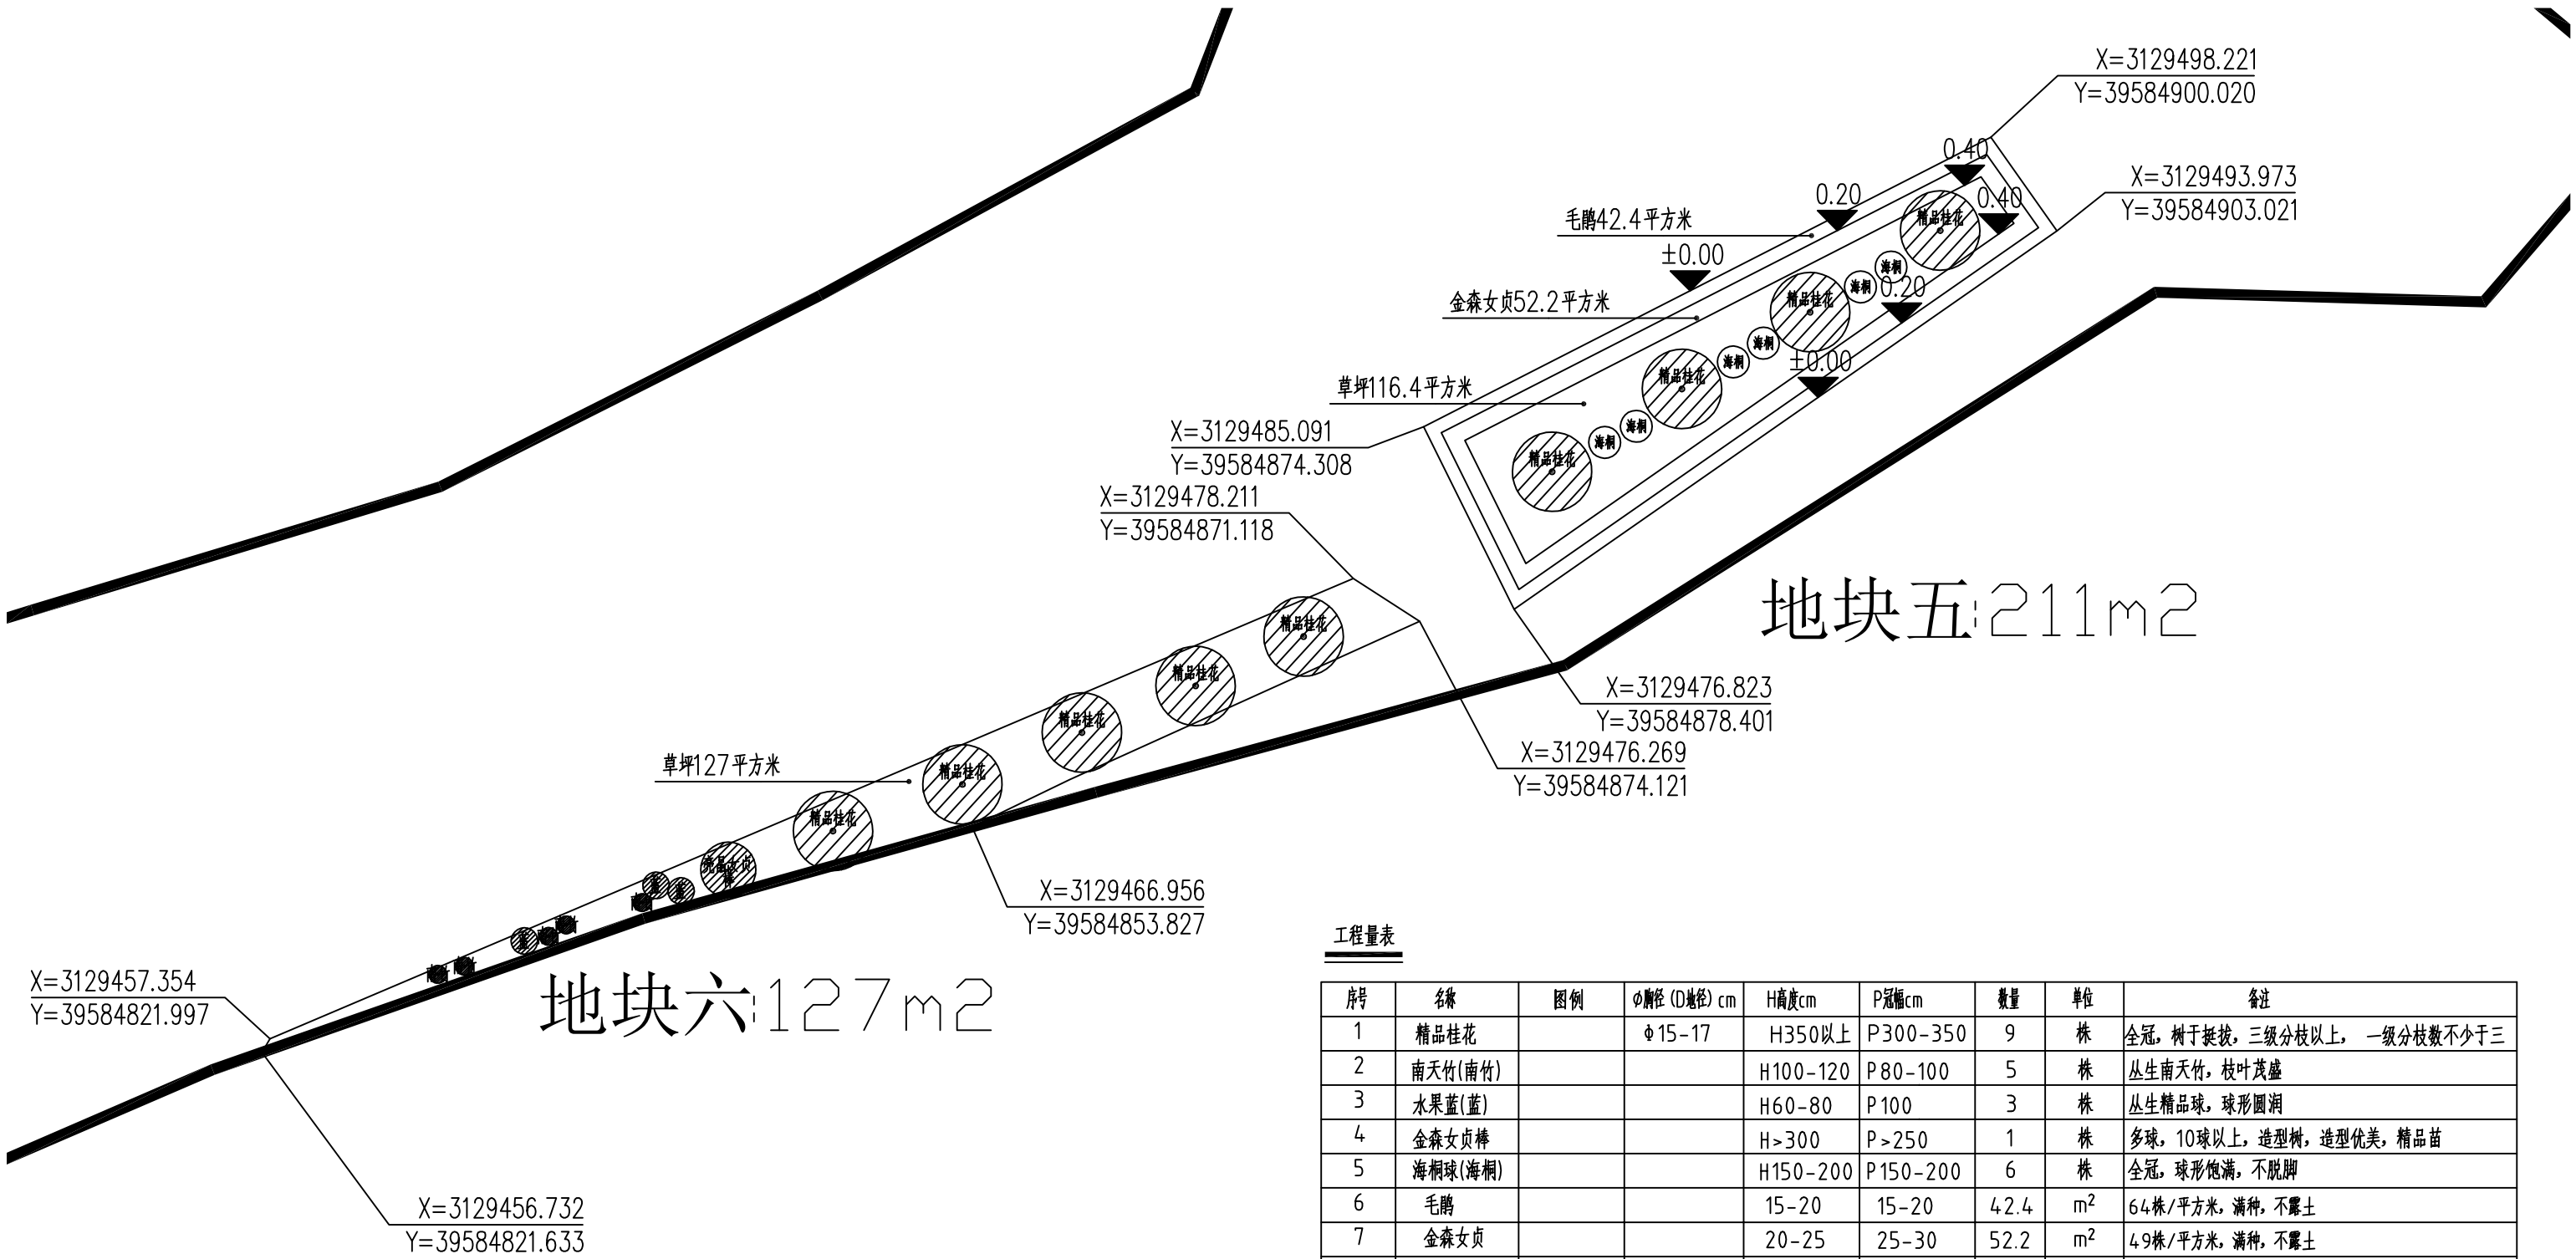 X=3129498.221
Y=39584900.020
X=3129493.973
Y=39584903.021
0.40
0.40
0.20
毛鹃42.4平方米
±0.00
精品桂花
海桐
海桐
0.20
精品桂花
金森女贞52.2平方米
海桐
海桐
±0.00
精品桂花
草坪116.4平方米
海桐
海桐
精品桂花
X=3129485.091
Y=39584874.308
X=3129478.211
Y=39584871.118
地块五:211m2
精品桂花
精品桂花
精品桂花
精品桂花
精品桂花
X=3129476.823
Y=39584878.401
X=3129476.269
Y=39584874.121
草坪127平方米
X=3129466.956
Y=39584853.827
X=3129457.354
Y=39584821.997
地块六:127m2
X=3129456.732
Y=39584821.633
工程量表
序号 名称 图例 Φ胸径(D地径)cm H高度cm P冠幅cm 数量 单位 备注
1 精品桂花 Φ15-17 H350以上 P300-350 9 株 全冠,树于挺拨,三级分枝以上, 一级分枝数不少于三
2 南天竹(南竹) H100-120 P80-100 5 株 丛生南天竹,枝叶茂盛
3 水果蓝(蓝) H60-80 P100 3 株 丛生精品球,球形圆润
4 金森女贞棒 H>300 P>250 1 株 多球,10球以上,造型树,造型优美,精品苗
5 海桐球(海桐) H150-200 P150-200 6 株 全冠,球形饱满,不脱脚
6 毛鹃 15-20 15-20 42.4 m² 64株/平方米,满种,不露土
7 金森女贞 20-25 25-30 52.2 m² 49株/平方米,满种,不露土